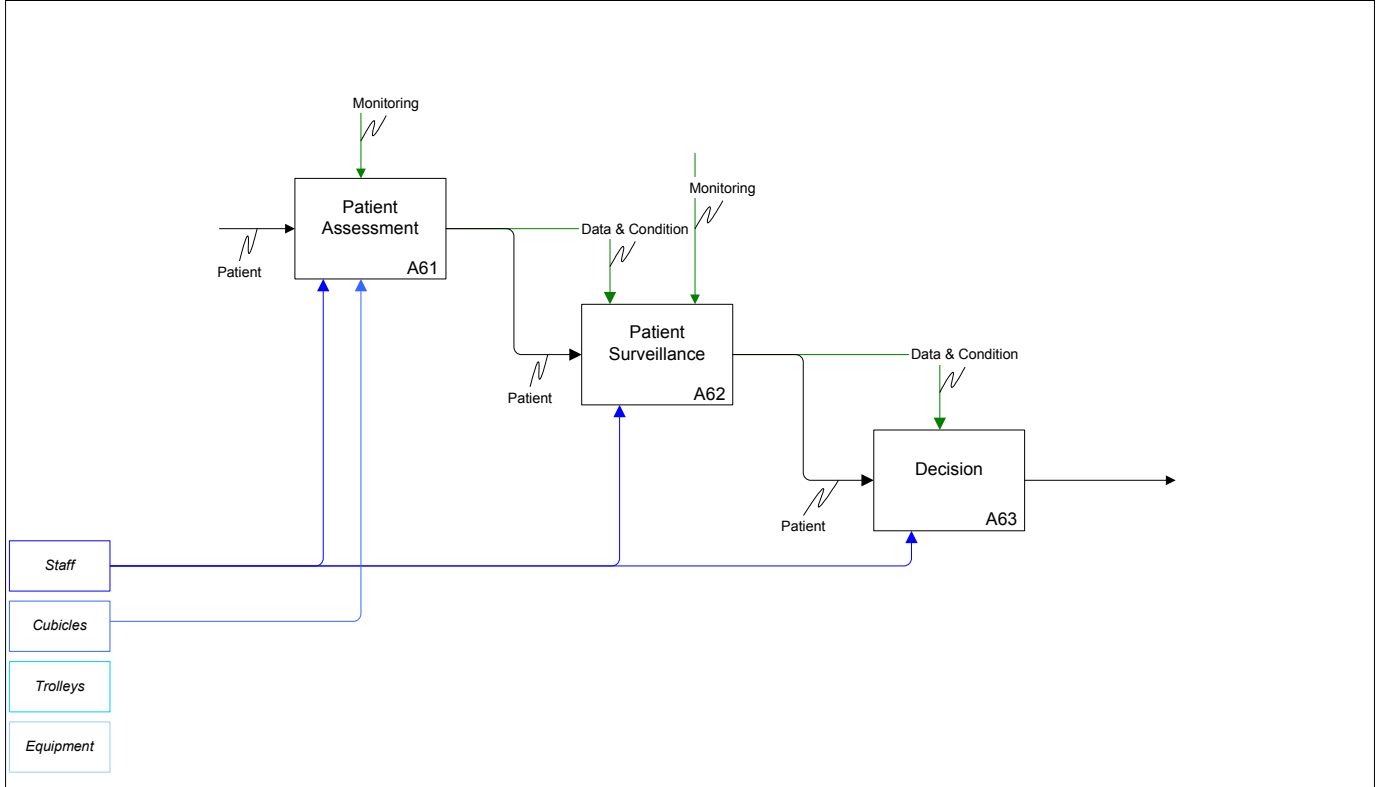 Monitoring
Patient
Assessment
A61
Patient
Monitoring
Data & Condition
Patient
Surveillance
A62
Patient
Data & Condition
Decision
A63
Patient
Staff
Cubicles
Trolleys
Equipment